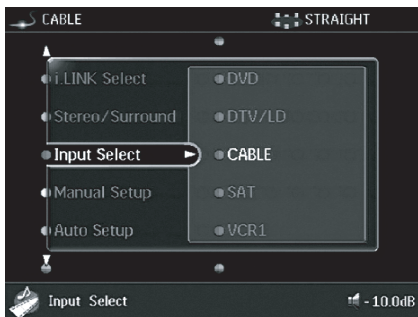 CABLE STRAIGHT
i.LINK Select
Stereo/Surround
Input Select
Manual Setup
Auto Setup
DVD
DTV/LD
CABLE
SAT
VCR1
Input Select -10.0dB